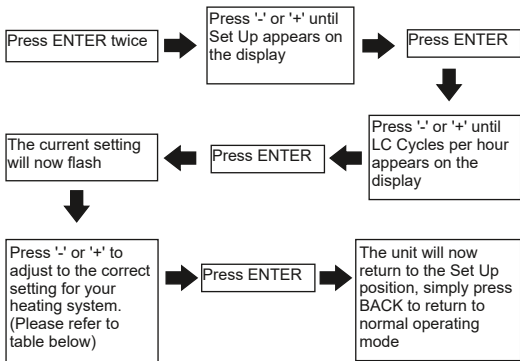 Press ENTER twice
Press '-' or '+' until
Set Up appears on
the display
Press ENTER
Press '-' or '+' until
LC Cycles per hour
appears on the
display
Press ENTER
The current setting
will now flash
Press '-' or '+' to
adjust to the correct
setting for your
heating system.
(Please refer to
table below)
Press ENTER
The unit will now
return to the Set Up
position, simply press
BACK to return to
normal operating
mode